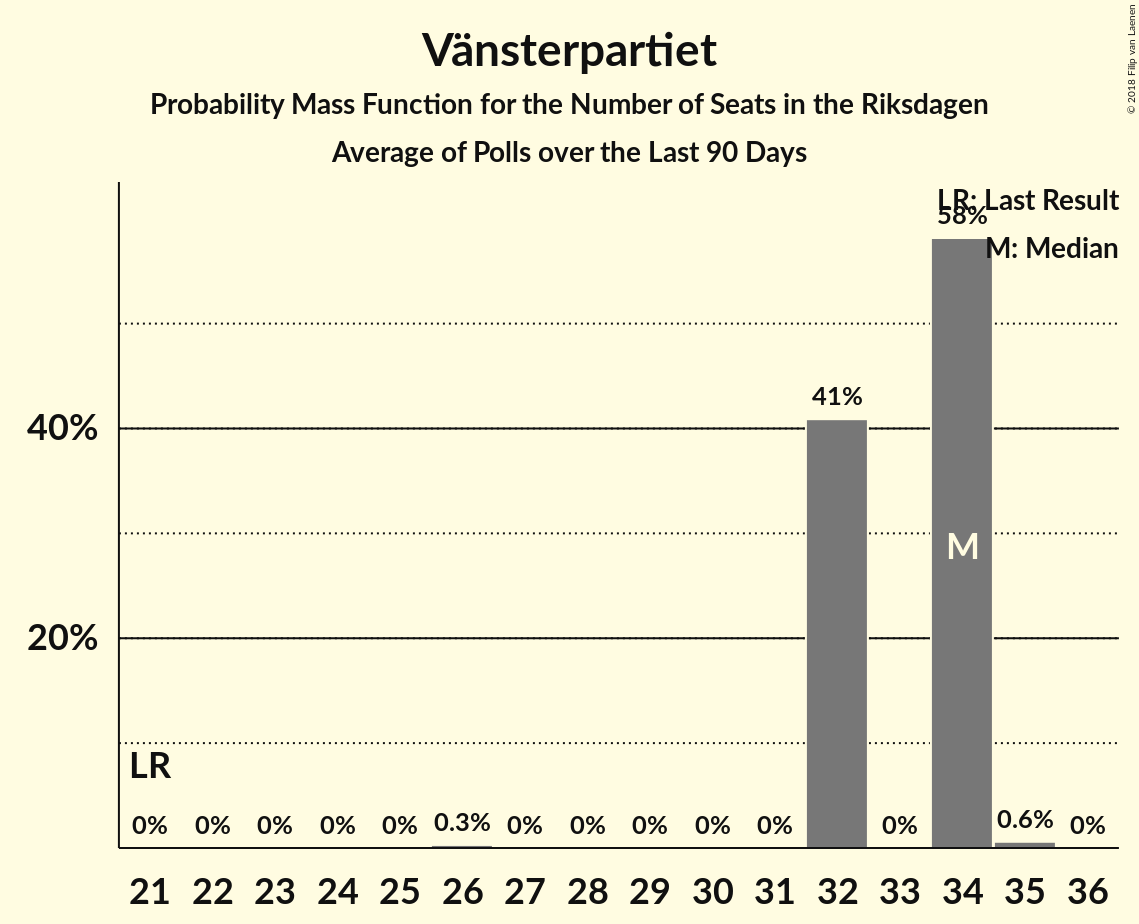 Vänsterpartiet
Probability Mass Function for the Number of Seats in the Riksdagen
Average of Polls over the Last 90 Days
© 2018 Filip van Laenen
LR: Last Result
58%
M: Median
41%
40%
M
20%
LR
0% 0% 0% 0% 0% 0.3% 0% 0% 0% 0% 0% 0% 0.6% 0%
21 22 23 24 25 26 27 28 29 30 31 32 33 34 35 36